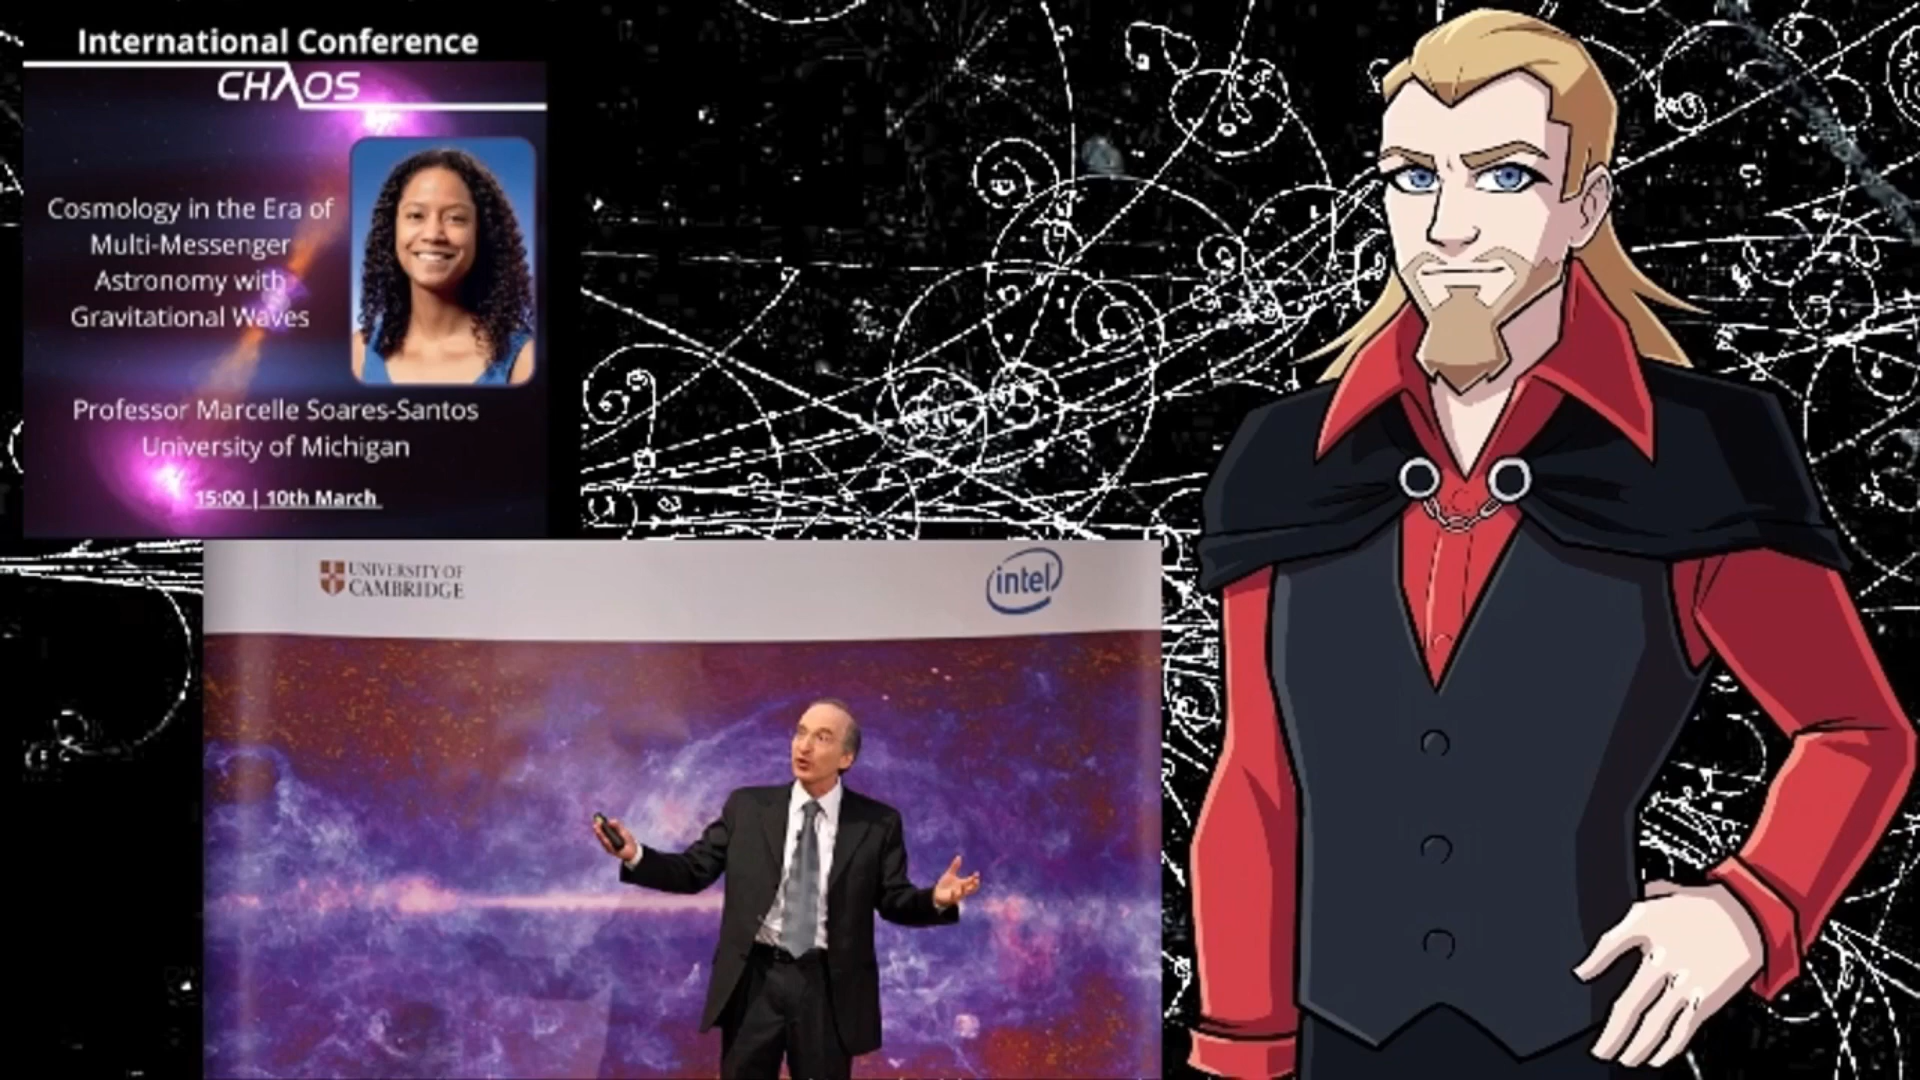 International Conference
CHAOS
Cosmology in the Era of
Multi-Messenger
Astronomy with
Gravitational Waves
Professor Marcelle Soares-Santos
University of Michigan
15:00 | 10th March
UNIVERSITY OF
CAMBRIDGE
intel